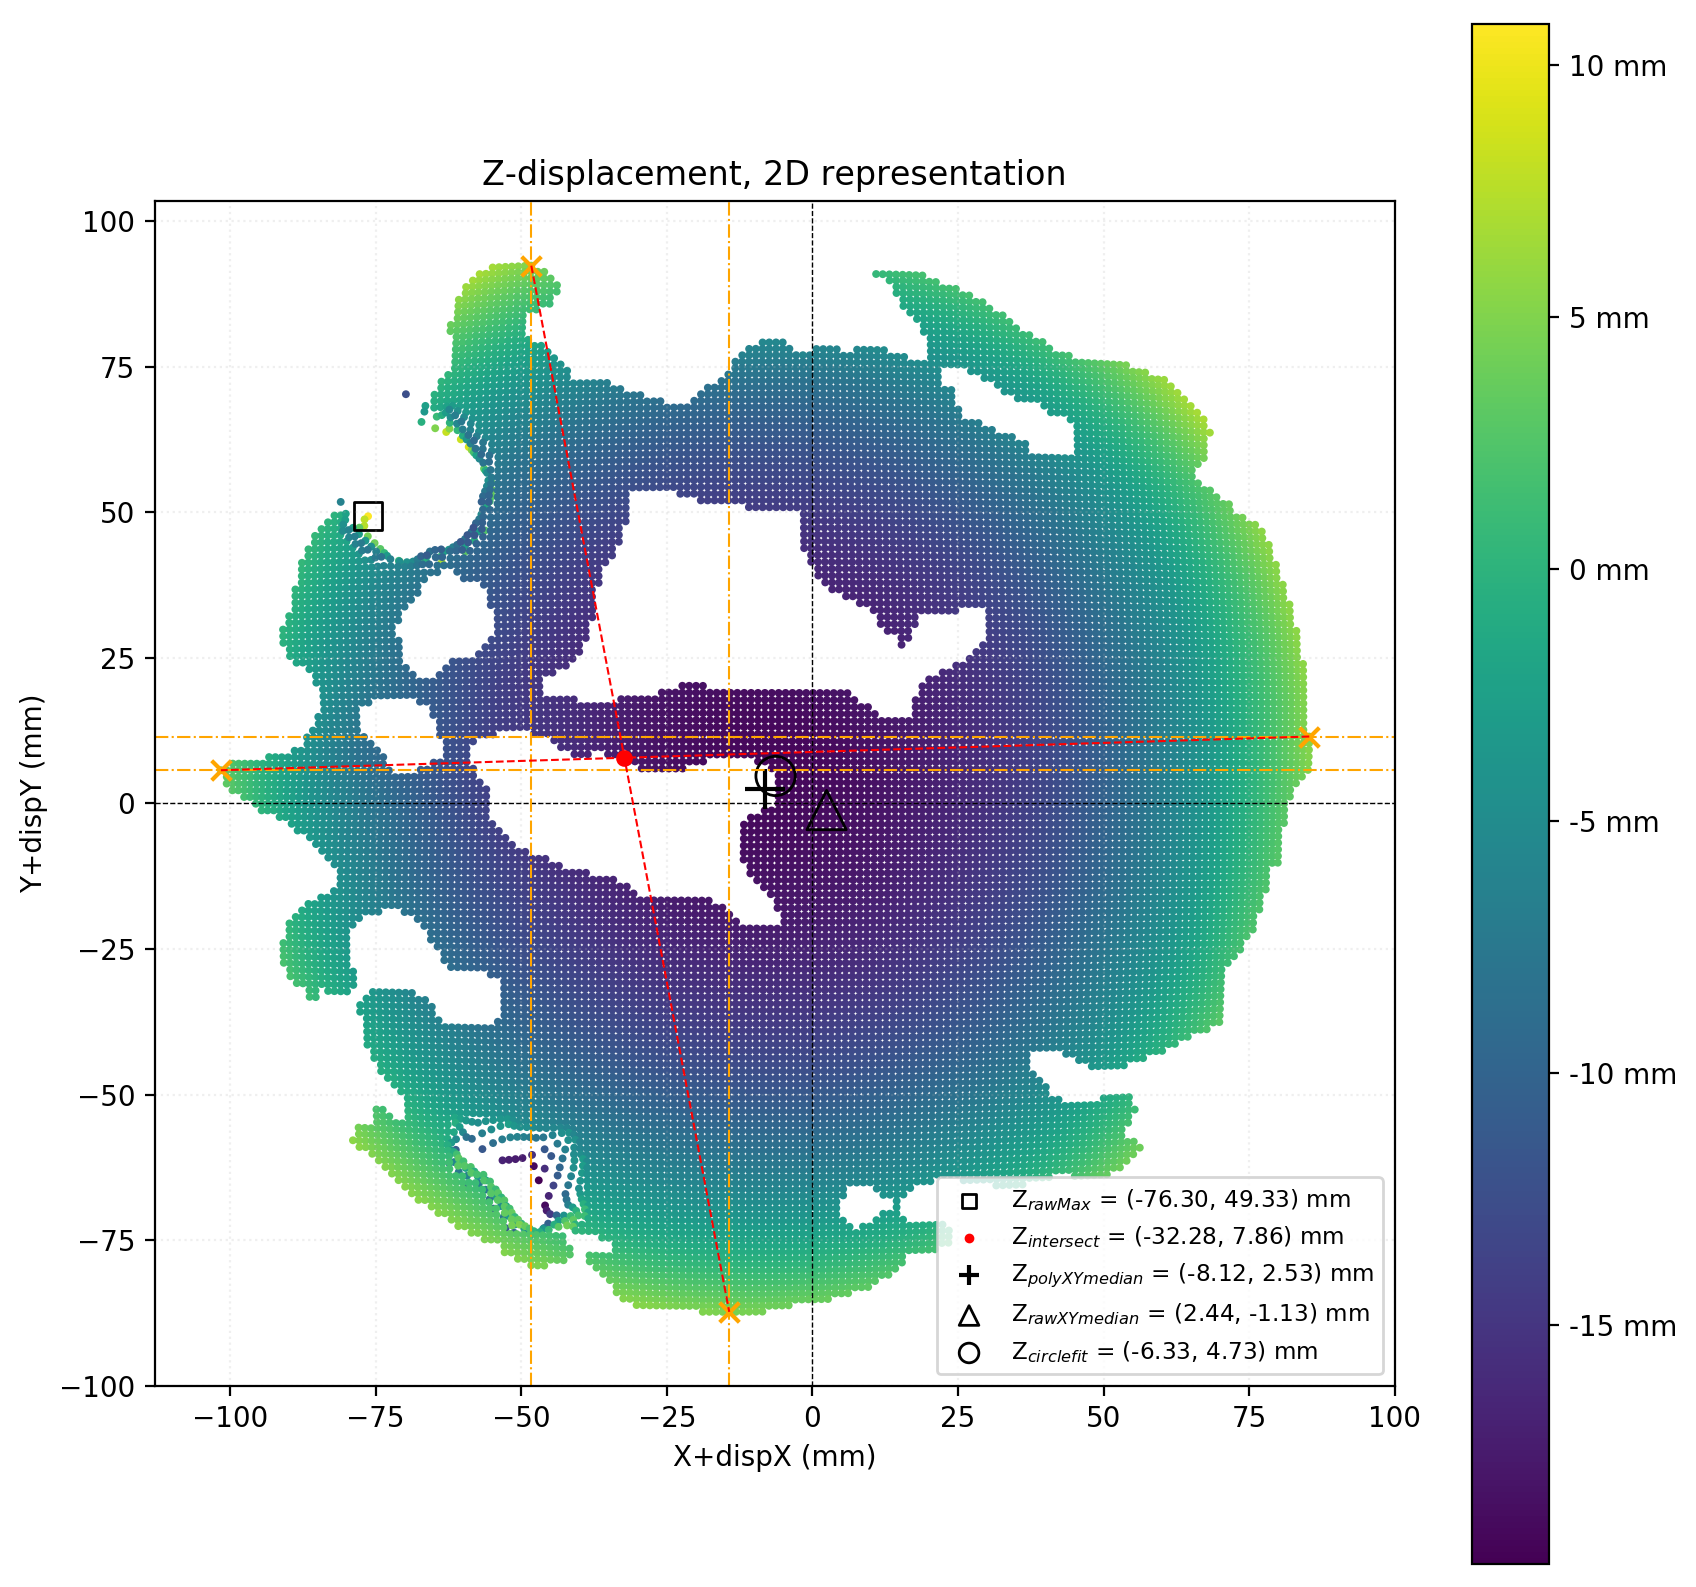 Z-displacement, 2D representation
100
75
50
25
0
−25
−50
−75
−100
Y+dispY (mm)
−100
−75
−50
−25
0
25
50
75
100
X+dispX (mm)
Z_rawMax = (-76.30, 49.33) mm
Z_intersect = (-32.28, 7.86) mm
Z_polyXYmedian = (-8.12, 2.53) mm
Z_rawXYmedian = (2.44, -1.13) mm
Z_circlefit = (-6.33, 4.73) mm
10 mm
5 mm
0 mm
-5 mm
-10 mm
-15 mm